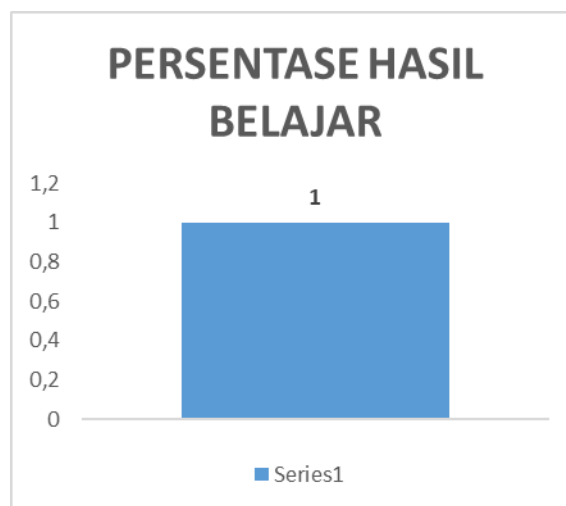 PERSENTASE HASIL
BELAJAR
1,2
1
0,8
0,6
0,4
0,2
0
1
Series1